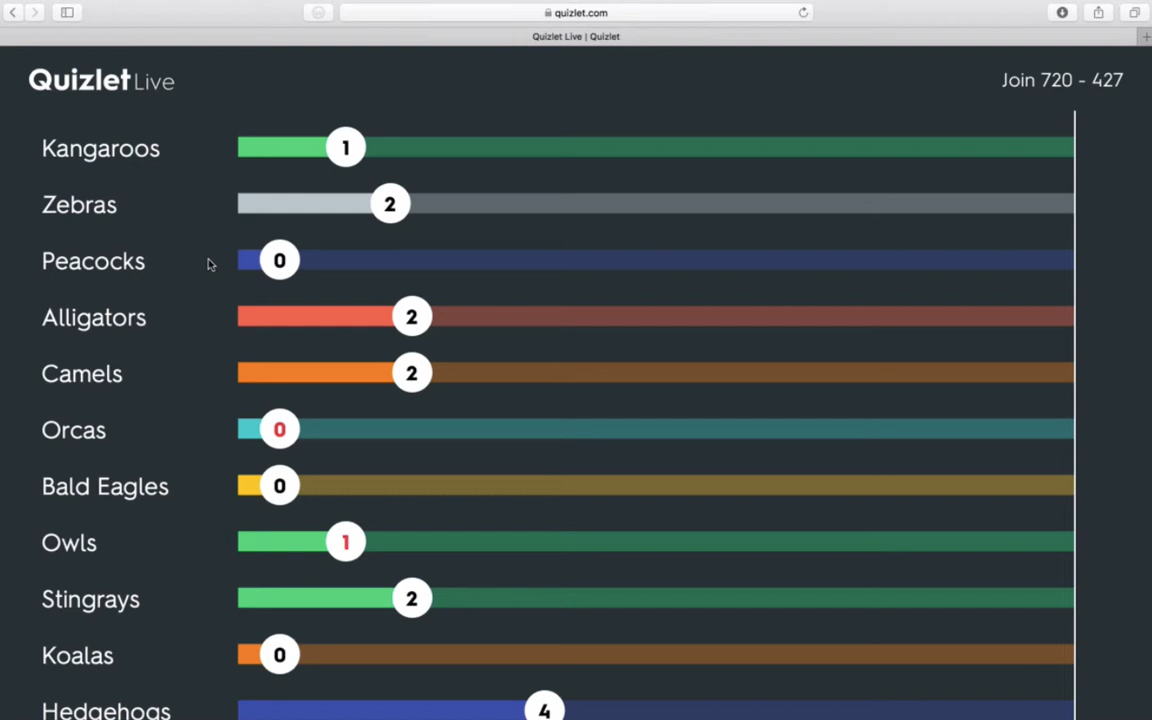 quizlet.com
Quizlet Live | Quizlet
Quizlet Live
Join 720 - 427
Kangaroos 1
Zebras 2
Peacocks 0
Alligators 2
Camels 2
Orcas 0
Bald Eagles 0
Owls 1
Stingrays 2
Koalas 0
Hedgehogs 4